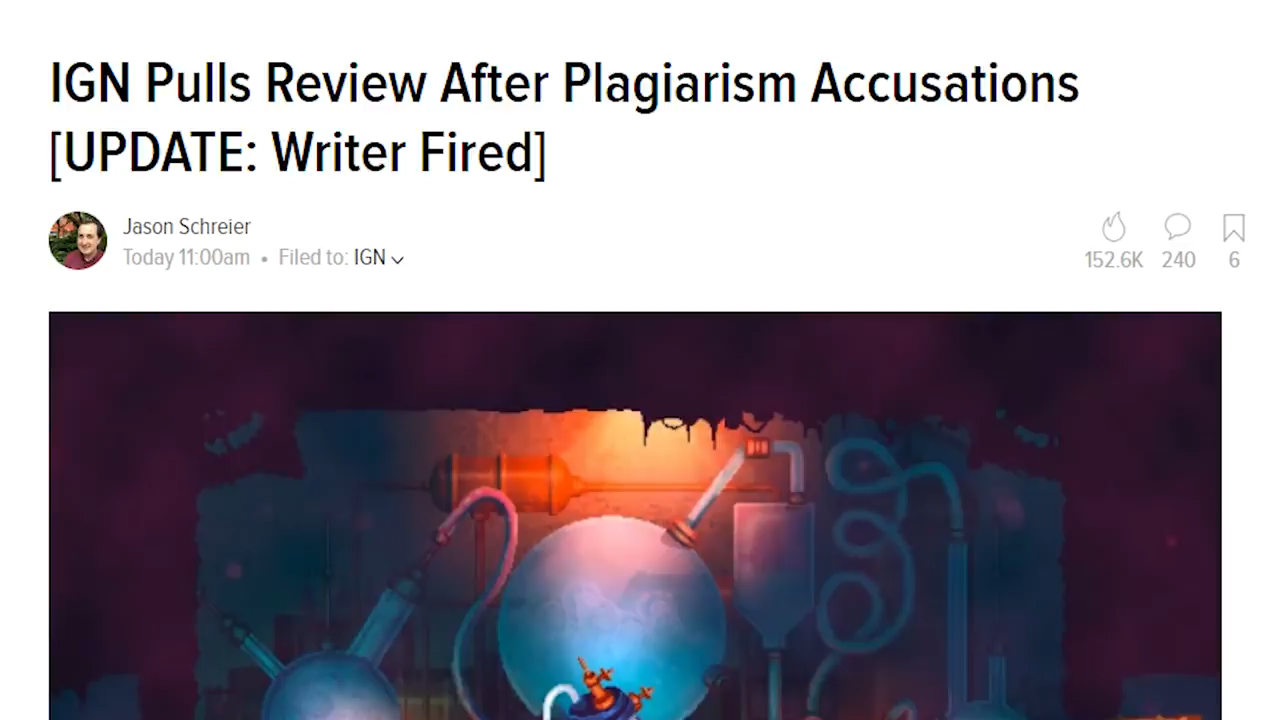 IGN Pulls Review After Plagiarism Accusations
[UPDATE: Writer Fired]
Jason Schreier
Today 11:00am • Filed to: IGN
152.6K 240 6